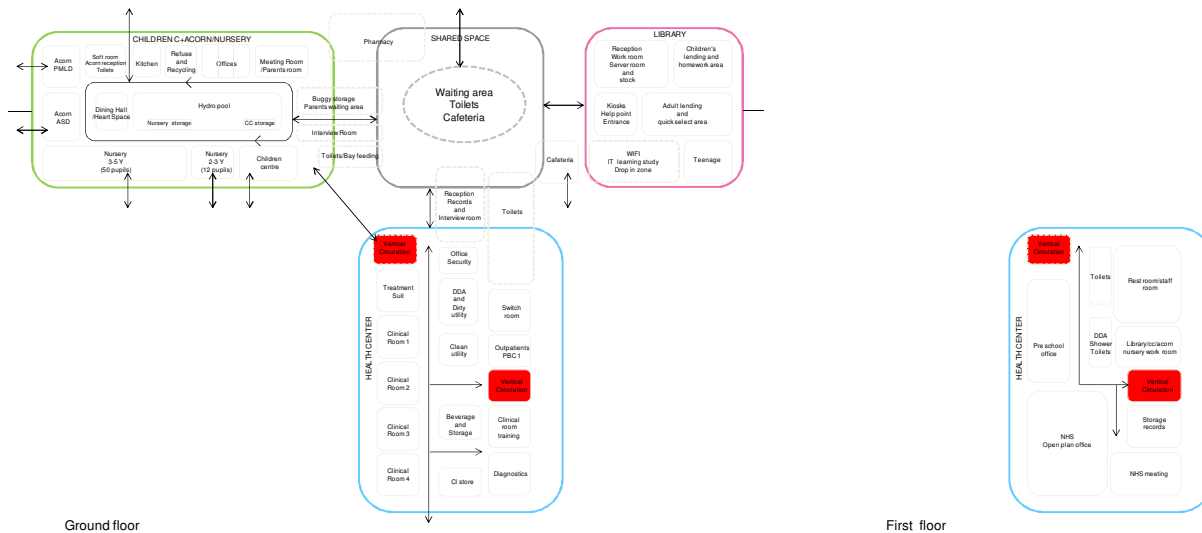 CHILDREN C+ACORN/NURSERY
Acorn
PMLD
Soft room
Acorn reception
Toilets
Kitchen
Refuse
and
Recycling
Offices
Meeting Room
/Parents room
Acorn
ASD
Dining Hall
/Heart Space
Hydro pool
Nursery storage
CC storage
Nursery
3-5 Y
(50 pupils)
Nursery
2-3 Y
(12 pupils)
Children
centre
Buggy storage
Parents waiting area
Interview Room
Toilets/Bay feeding
Pharmacy
SHARED SPACE
Waiting area
Toilets
Cafeteria
Cafeteria
Reception
Records
and
Interview room
Toilets
LIBRARY
Reception
Work room
Server room
and
stock
Children's
lending and
homework area
Kiosks
Help point
Entrance
Adult lending
and
quick select area
WIFI
IT learning study
Drop in zone
Teenage
HEALTH CENTER
Vertical
Circulation
Office
Security
Treatment
Suit
DDA
and
Dirty
utility
Switch
room
Clinical
Room 1
Clean
utility
Outpatients
PBC 1
Clinical
Room 2
Vertical
Circulation
Clinical
Room 3
Beverage
and
Storage
Clinical
room
training
Clinical
Room 4
CI store
Diagnostics
Ground floor
HEALTH CENTER
Vertical
Circulation
Toilets
Rest room/staff
room
Pre school
office
DDA
Shower
Toilets
Library/cc/acorn
nursery work room
Vertical
Circulation
NHS
Open plan office
Storage
records
NHS meeting
First floor